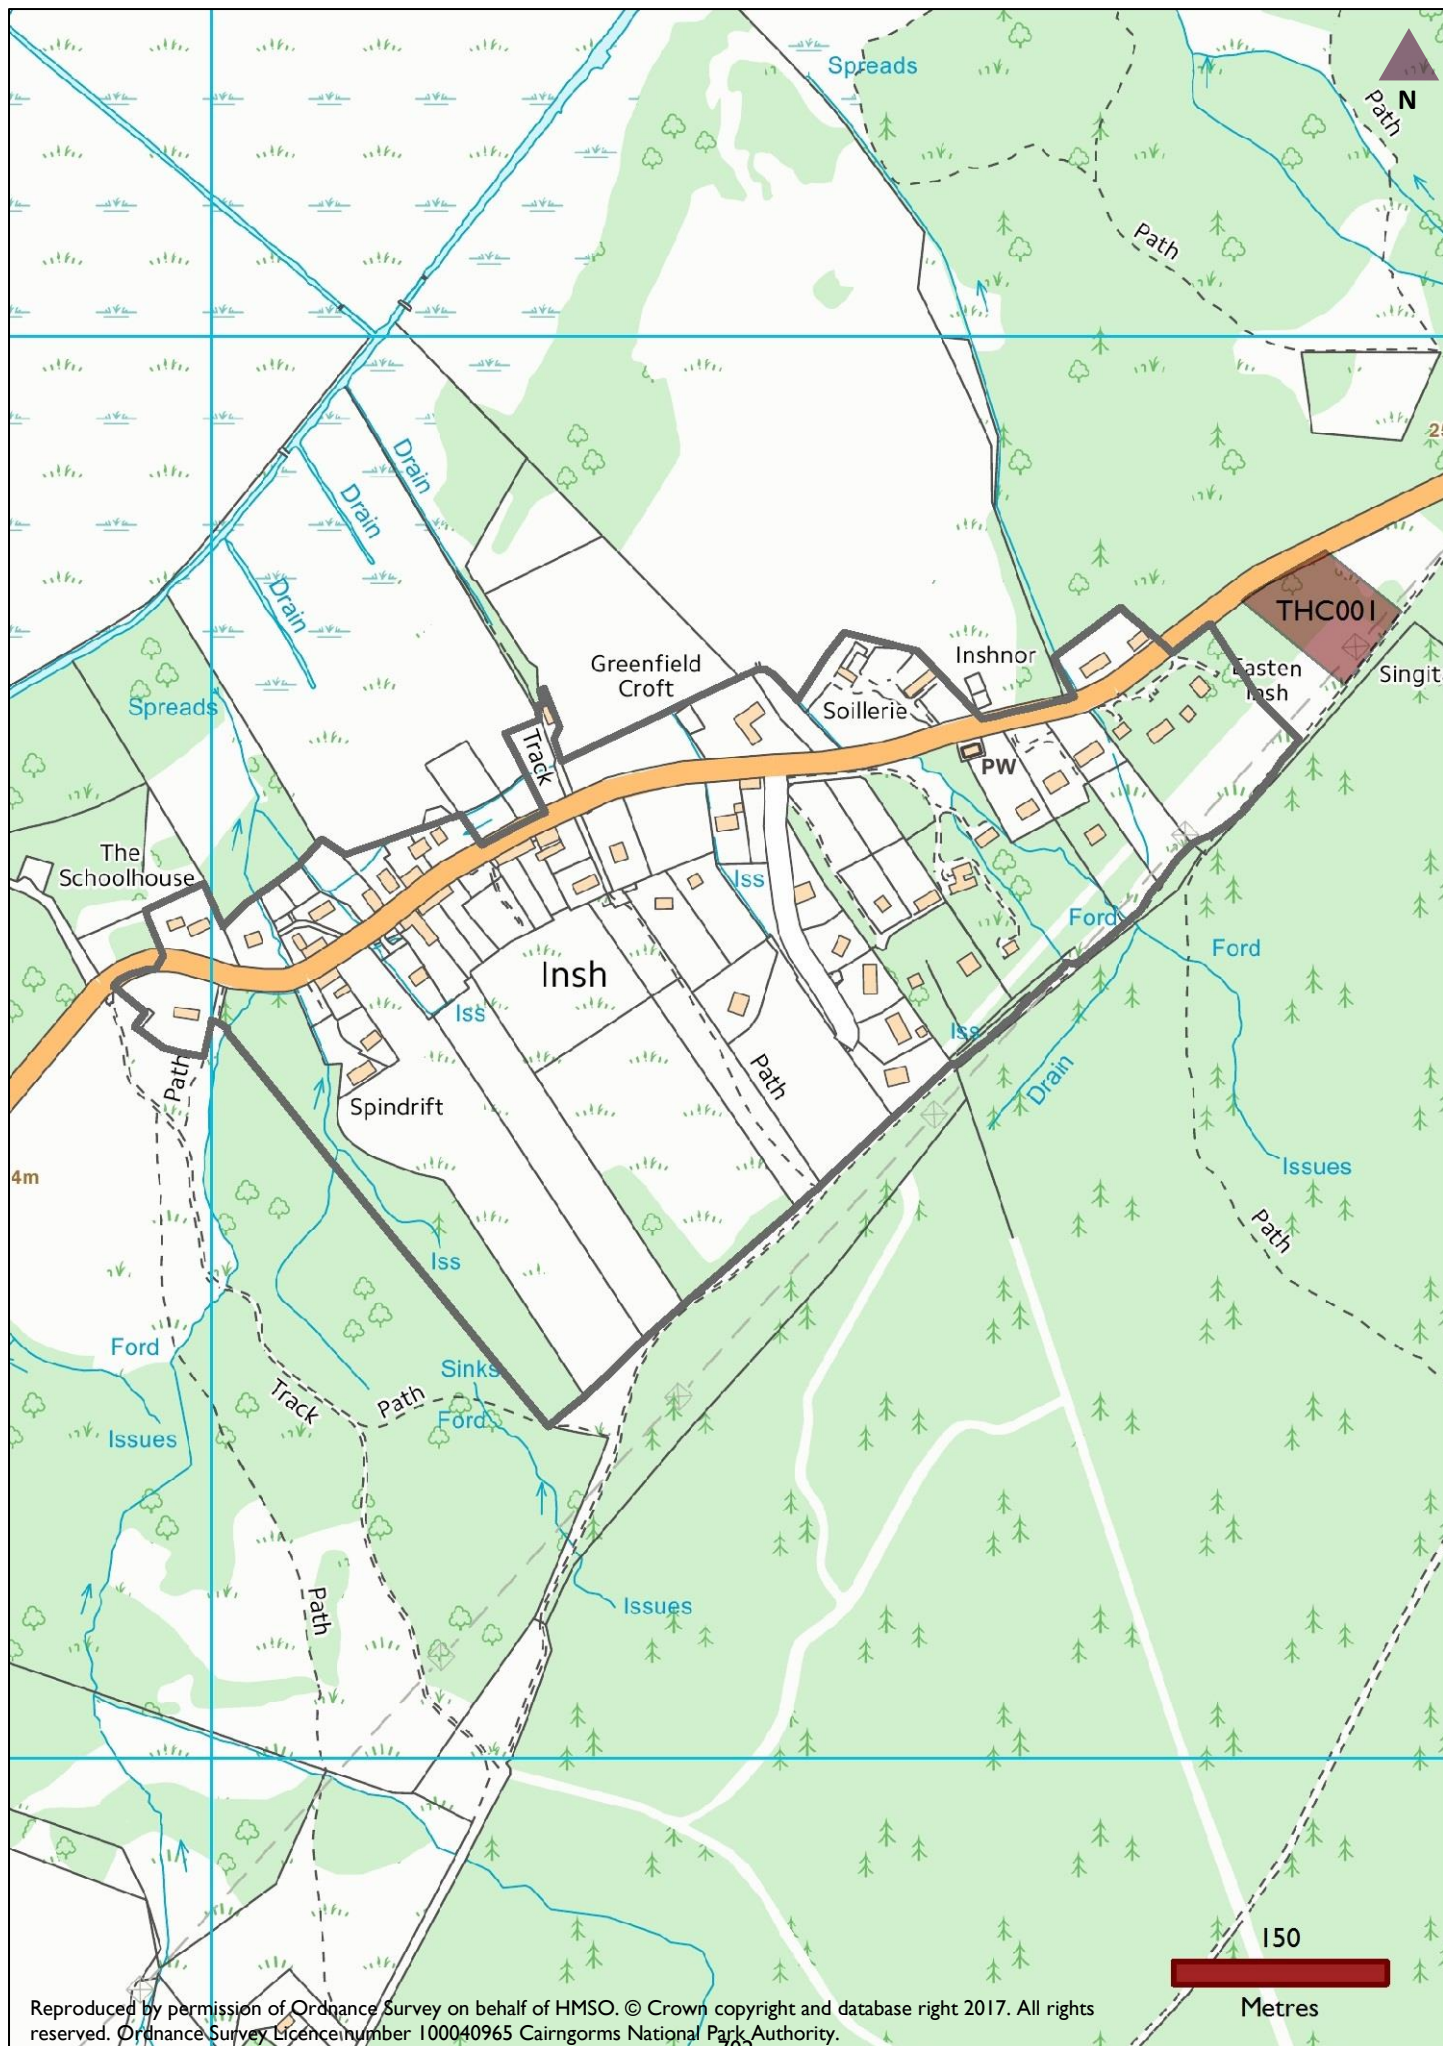 Spreads
N
Path
Path
Drain
Drain
Drain
Spreads
THC001
Greenfield
Croft
Inshnor
Easten
Insh
Soillerie
Track
PW
The
Schoolhouse
Iss
Ford
Ford
Insh
Iss
Iss
Drain
Path
Path
Spindrift
Issues
4m
Path
Iss
Ford
Sinks
Track
Path
Ford
Issues
Path
Issues
150
Metres
Reproduced by permission of Ordnance Survey on behalf of HMSO. © Crown copyright and database right 2017. All rights
reserved. Ordnance Survey Licence number 100040965 Cairngorms National Park Authority.